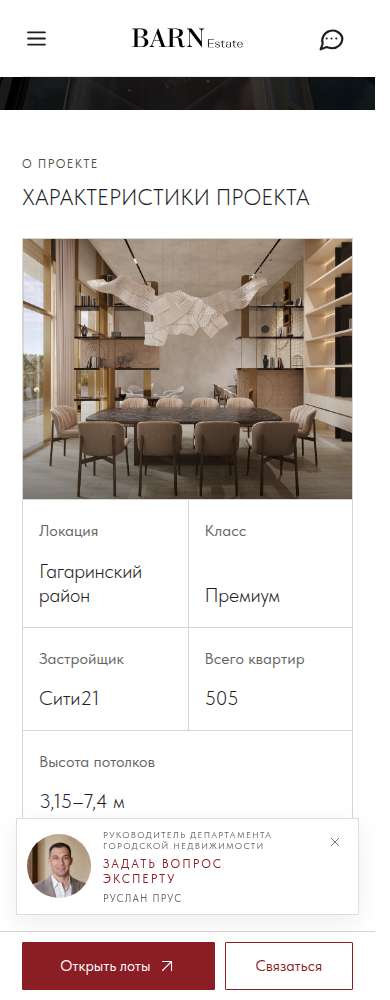 BARN Estate
О ПРОЕКТЕ
ХАРАКТЕРИСТИКИ ПРОЕКТА
Локация
Гагаринский
район
Класс
Премиум
Застройщик
Сити21
Всего квартир
505
Высота потолков
3,15–7,4 м
РУКОВОДИТЕЛЬ ДЕПАРТАМЕНТА
ГОРОДСКОЙ НЕДВИЖИМОСТИ
ЗАДАТЬ ВОПРОС
ЭКСПЕРТУ
РУСЛАН ПРУС
Открыть лоты
Связаться